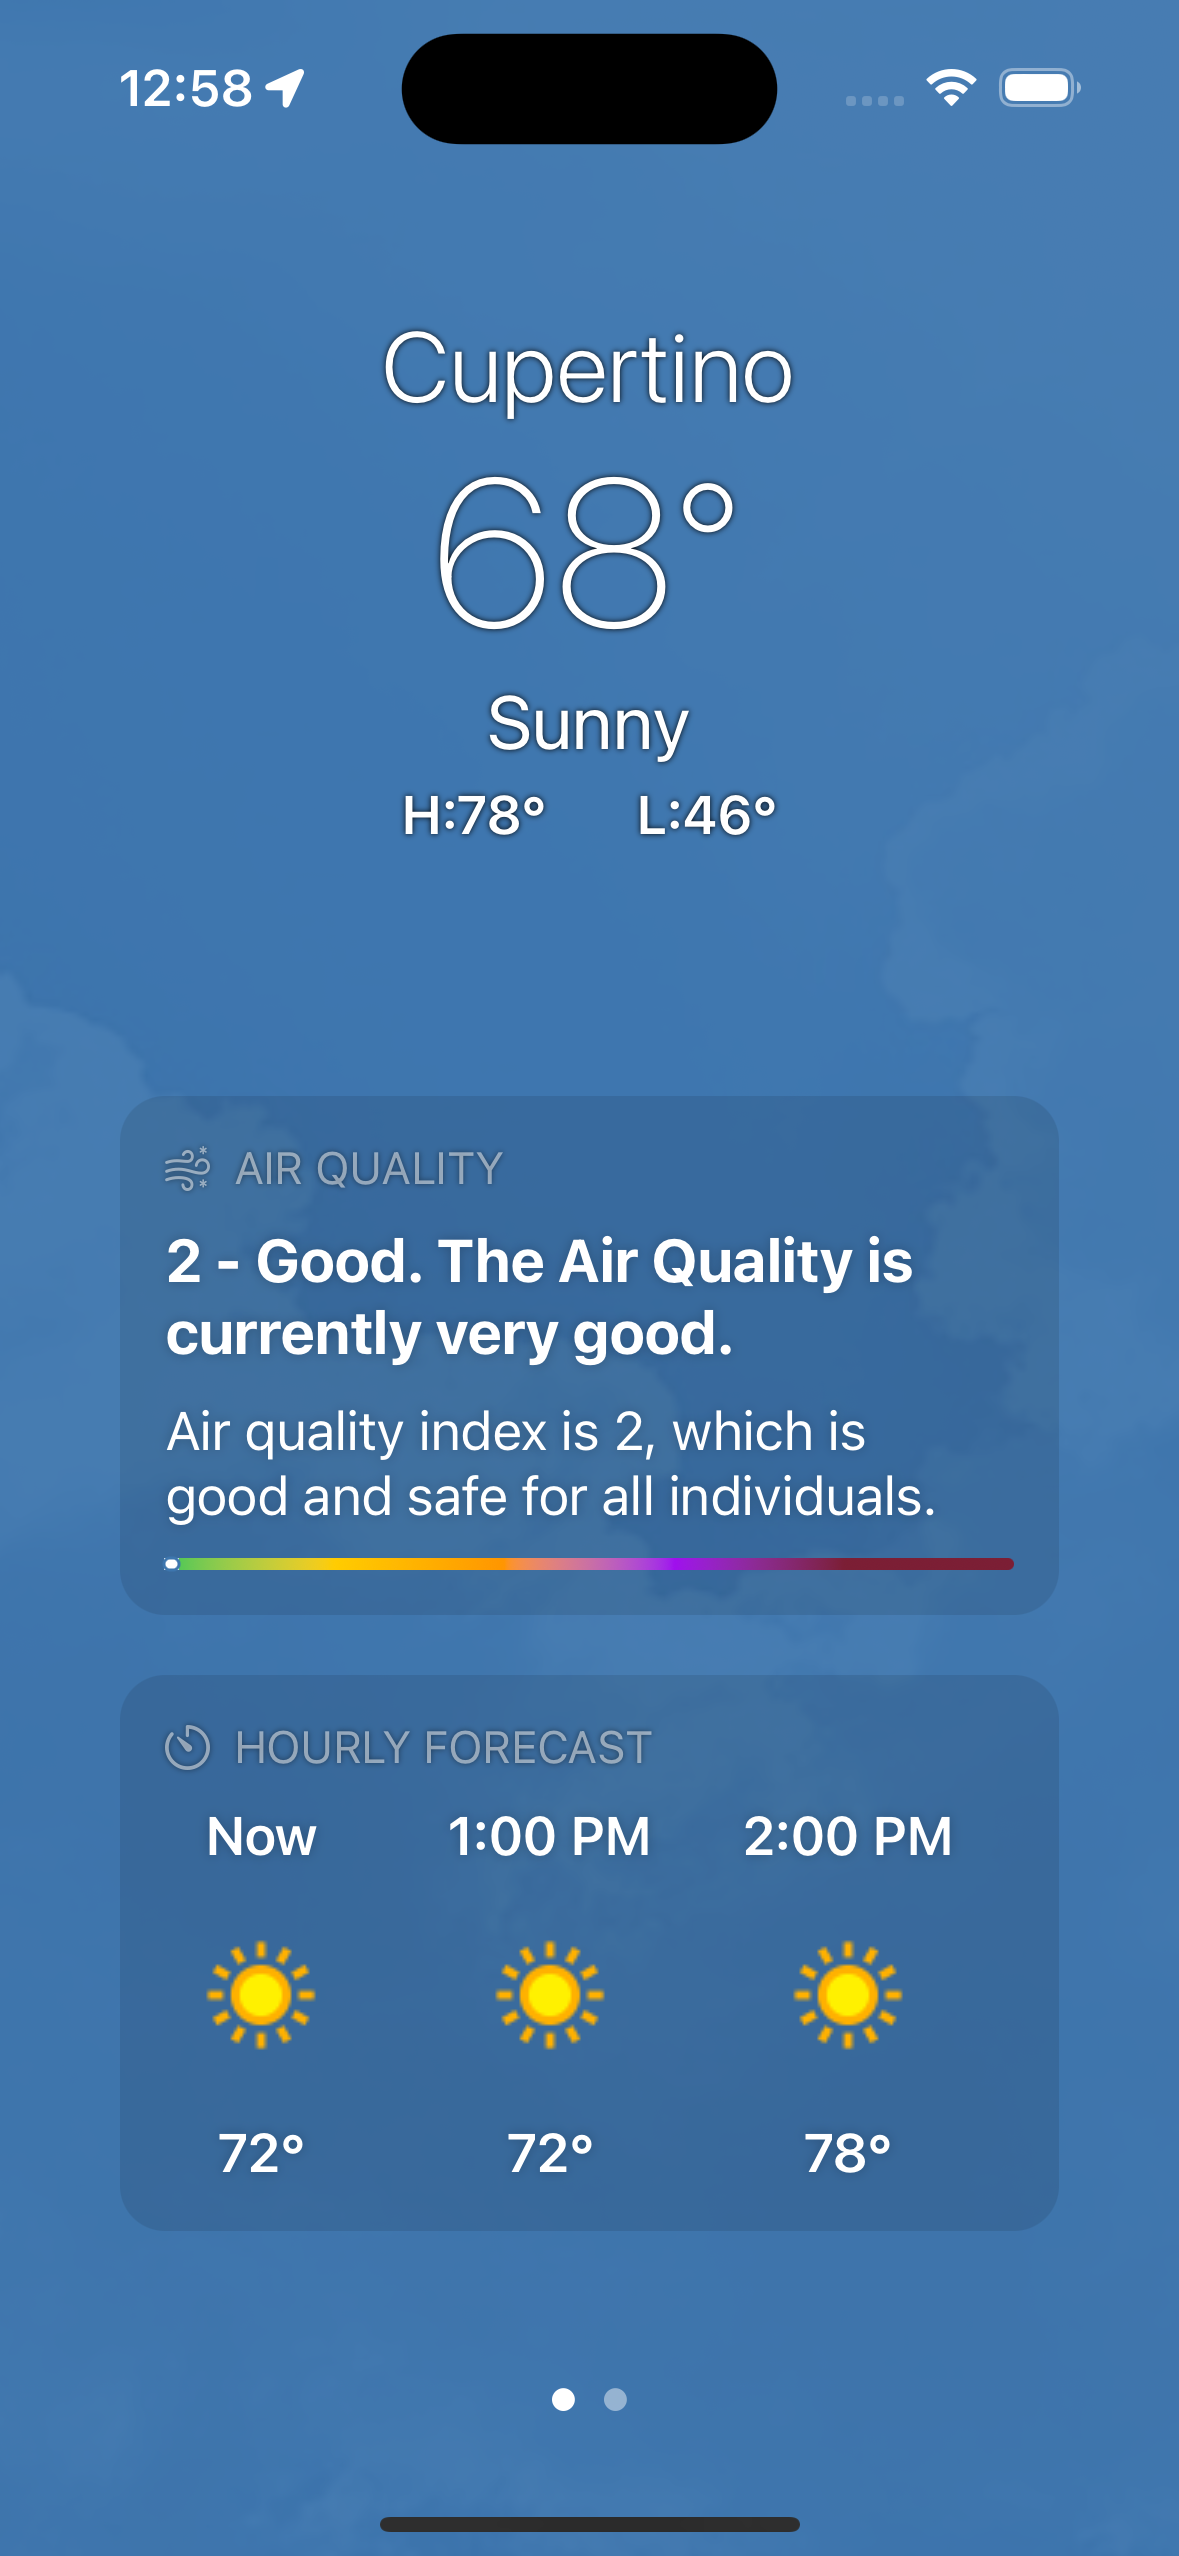 12:58
Cupertino
68°
Sunny
H:78° L:46°
AIR QUALITY
2 - Good. The Air Quality is
currently very good.
Air quality index is 2, which is
good and safe for all individuals.
HOURLY FORECAST
Now 1:00 PM 2:00 PM
72° 72° 78°